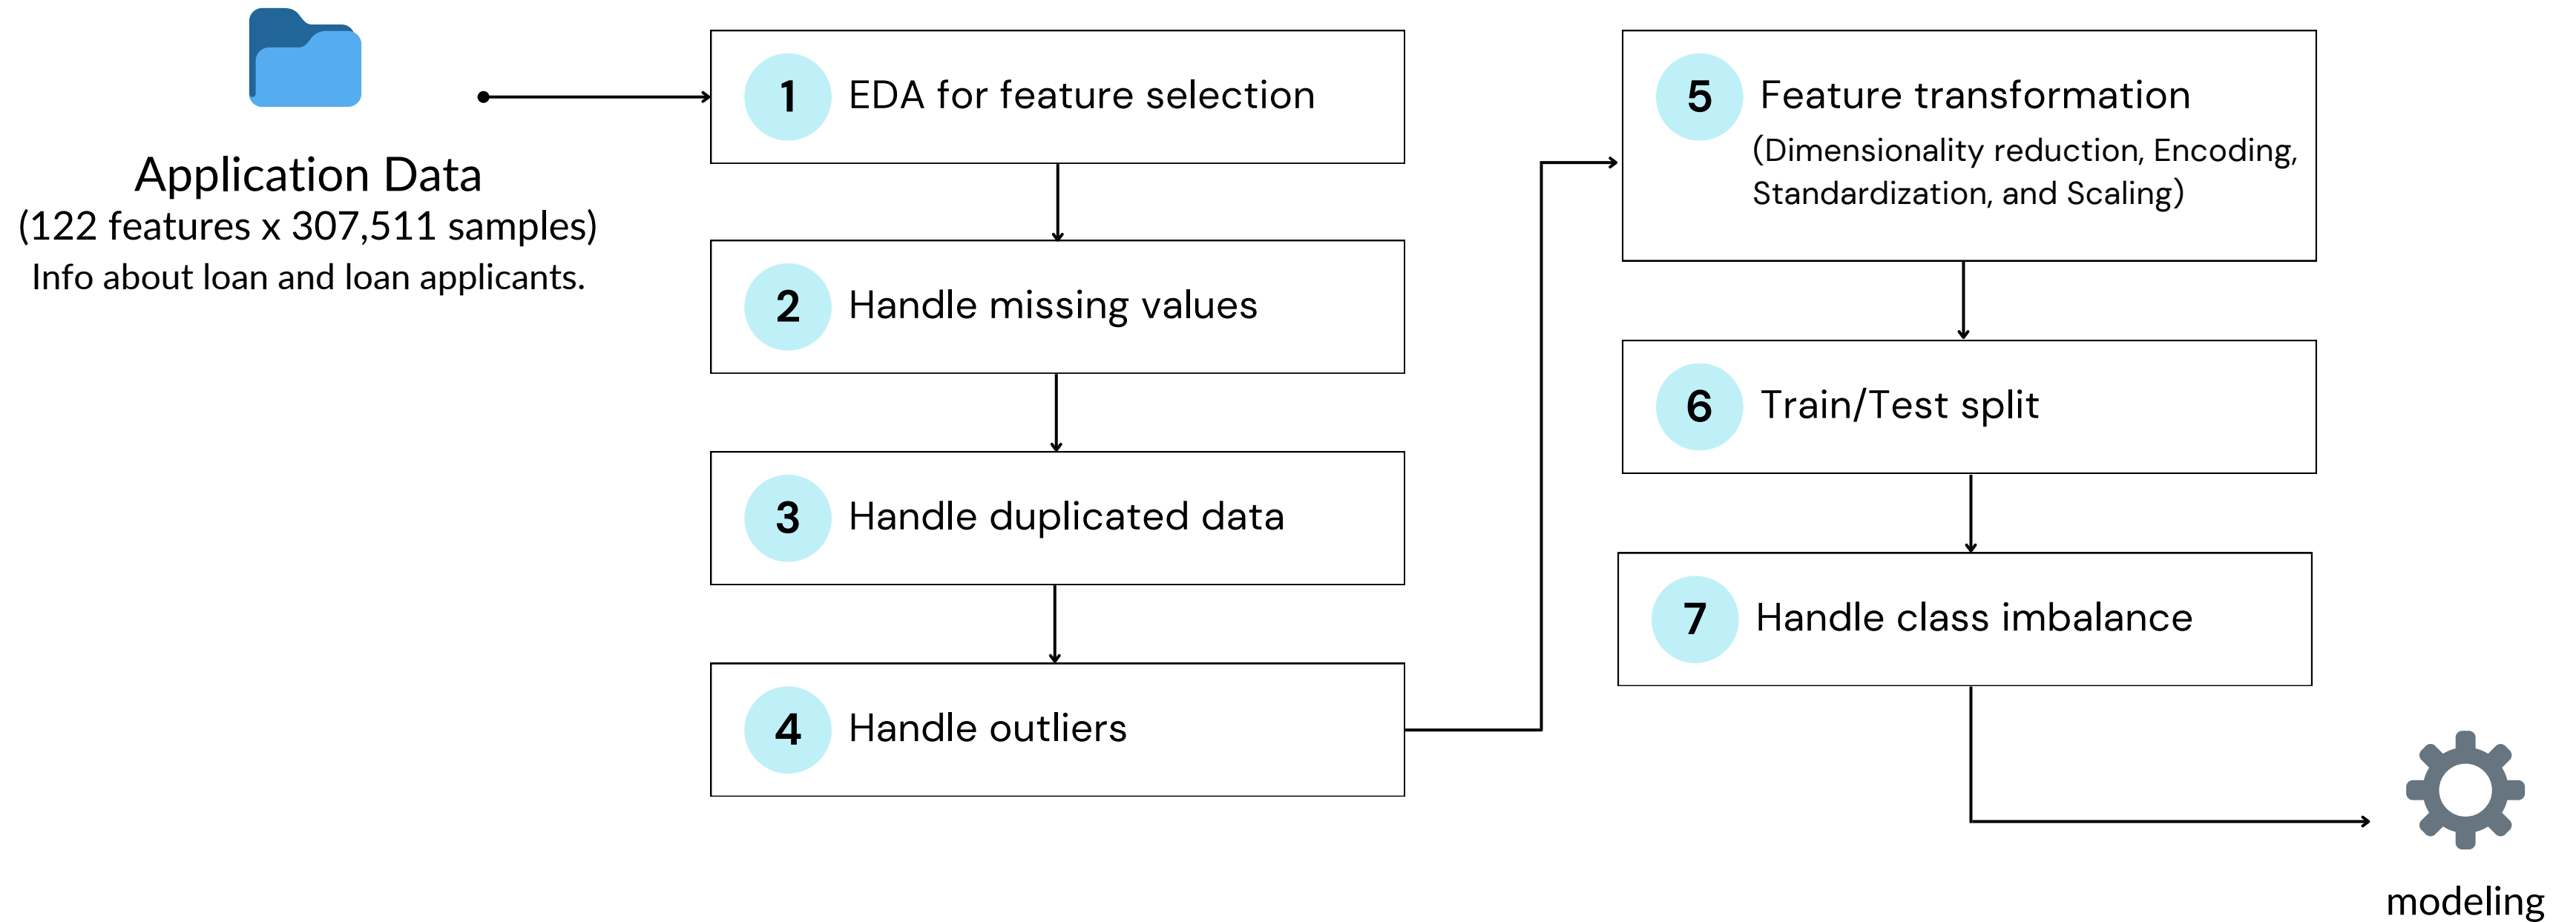 Application Data
(122 features x 307,511 samples)
Info about loan and loan applicants.
1 EDA for feature selection
2 Handle missing values
3 Handle duplicated data
4 Handle outliers
5 Feature transformation
(Dimensionality reduction, Encoding,
Standardization, and Scaling)
6 Train/Test split
7 Handle class imbalance
modeling